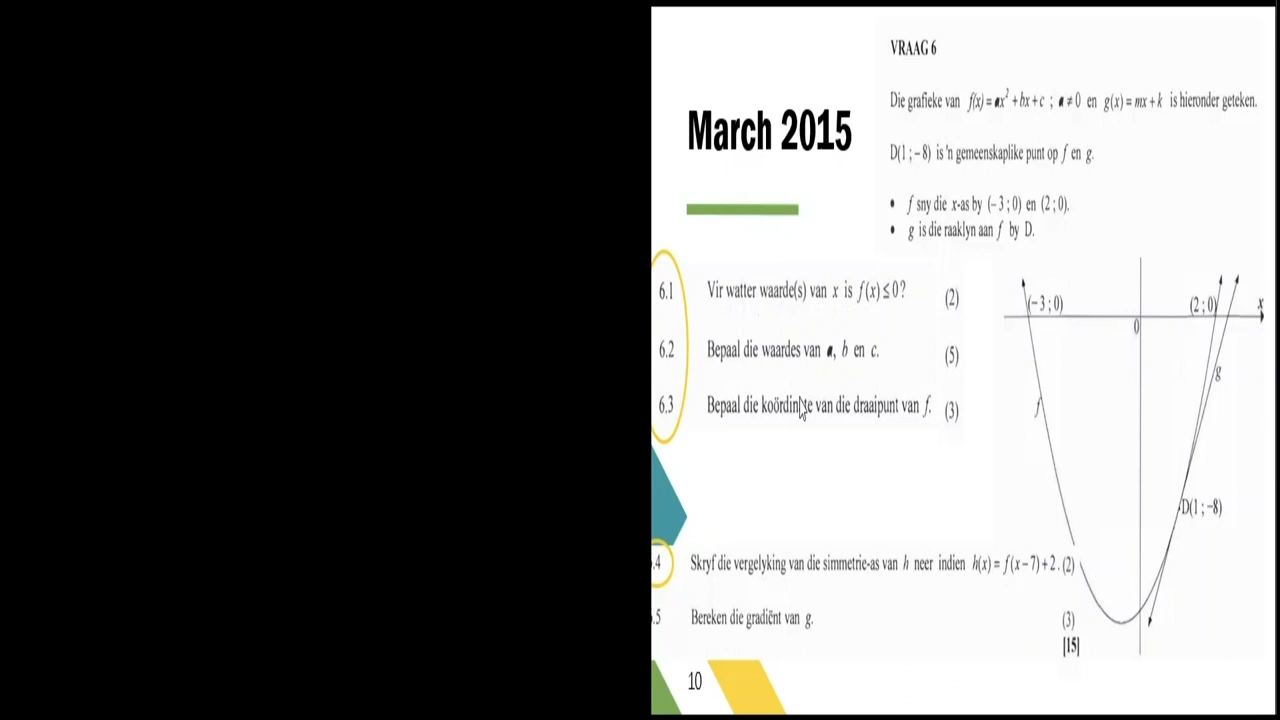 March 2015
VRAAG 6
Die grafieke van f(x) = ax² + bx + c ; a ≠ 0 en g(x) = mx + k is hieronder geteken.
D(1 ; – 8) is 'n gemeenskaplike punt op f en g.
• f sny die x-as by (– 3 ; 0) en (2 ; 0).
• g is die raaklyn aan f by D.
6.1 Vir watter waarde(s) van x is f(x) ≤ 0? (2)
6.2 Bepaal die waardes van a, b en c. (5)
6.3 Bepaal die koördinate van die draaipunt van f. (3)
(– 3 ; 0)
(2 ; 0)
x
0
g
f
D(1 ; –8)
.4 Skryf die vergelyking van die simmetrie-as van h neer indien h(x) = f(x – 7) + 2. (2)
.5 Bereken die gradiënt van g. (3)
[15]
10